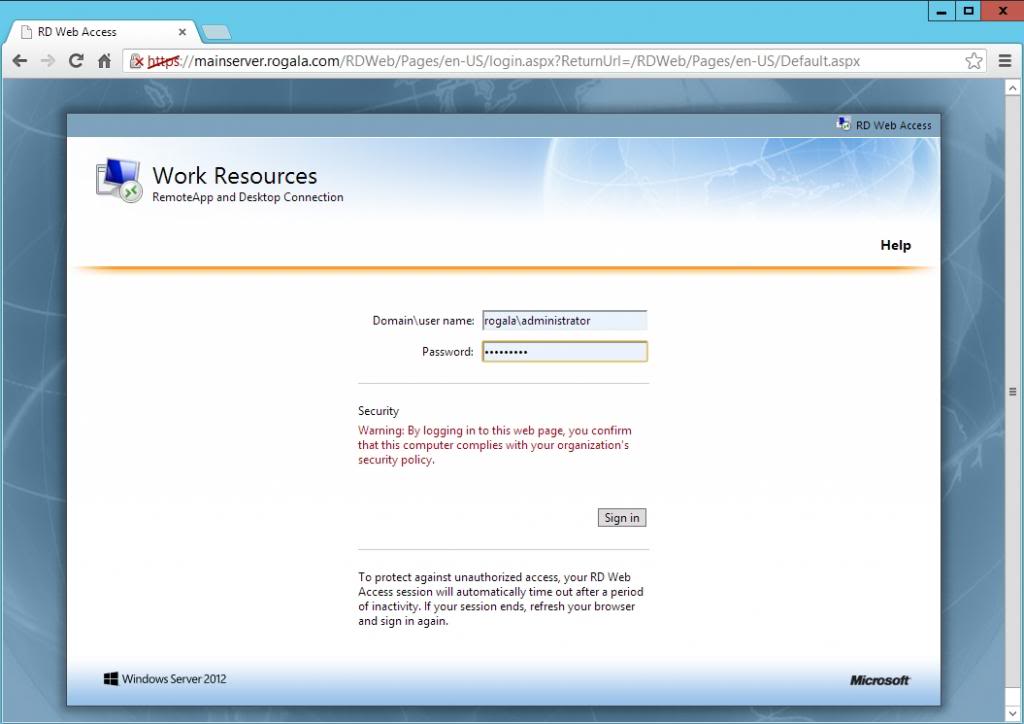 RD Web Access
https://mainserver.rogala.com/RDWeb/Pages/en-US/login.aspx?ReturnUrl=/RDWeb/Pages/en-US/Default.aspx
RD Web Access
Work Resources
RemoteApp and Desktop Connection
Help
Domain\user name: rogala\administrator
Password: •••••••••
Security
Warning: By logging in to this web page, you confirm
that this computer complies with your organization's
security policy.
Sign in
To protect against unauthorized access, your RD Web
Access session will automatically time out after a period
of inactivity. If your session ends, refresh your browser
and sign in again.
Windows Server 2012
Microsoft